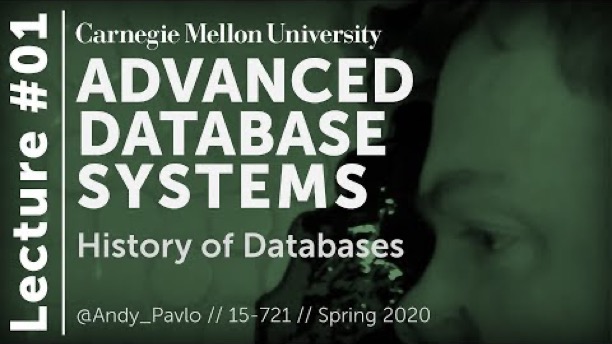 Lecture #01
Carnegie Mellon University
ADVANCED
DATABASE
SYSTEMS
History of Databases
@Andy_Pavlo // 15-721 // Spring 2020